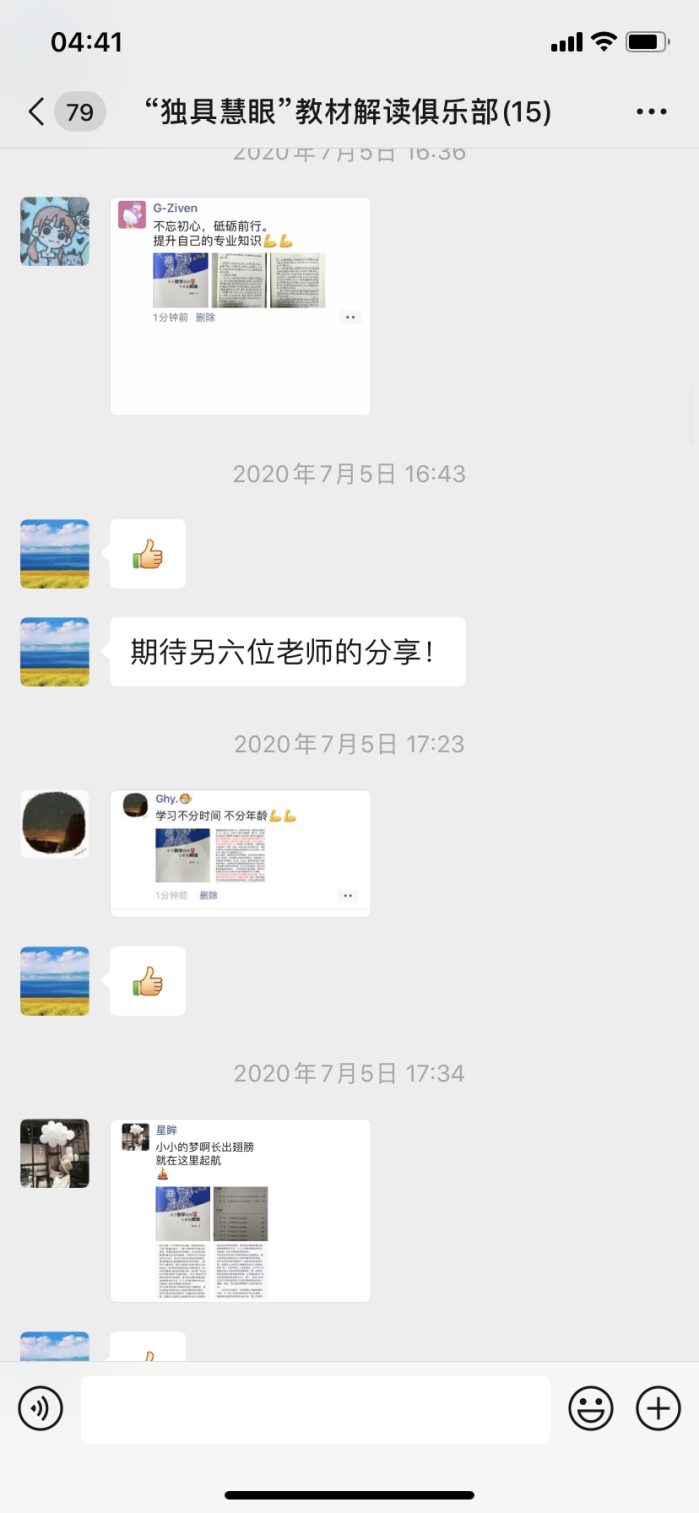 04:41
79
“独具慧眼”教材解读俱乐部(15)
2020年7月5日 16:36
G-Ziven
不忘初心，砥砺前行。
提升自己的专业知识💪💪
1分钟前 删除
2020年7月5日 16:43
👍
期待另六位老师的分享！
2020年7月5日 17:23
Ghy.
学习不分时间 不分年龄💪💪
1分钟前 删除
👍
2020年7月5日 17:34
星眸
小小的梦啊长出翅膀
就在这里起航
⛵